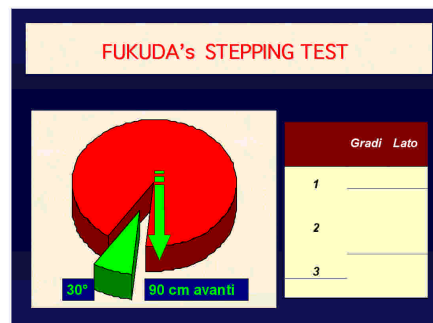 FUKUDA's STEPPING TEST
30°
90 cm avanti
Gradi Lato
1
2
3